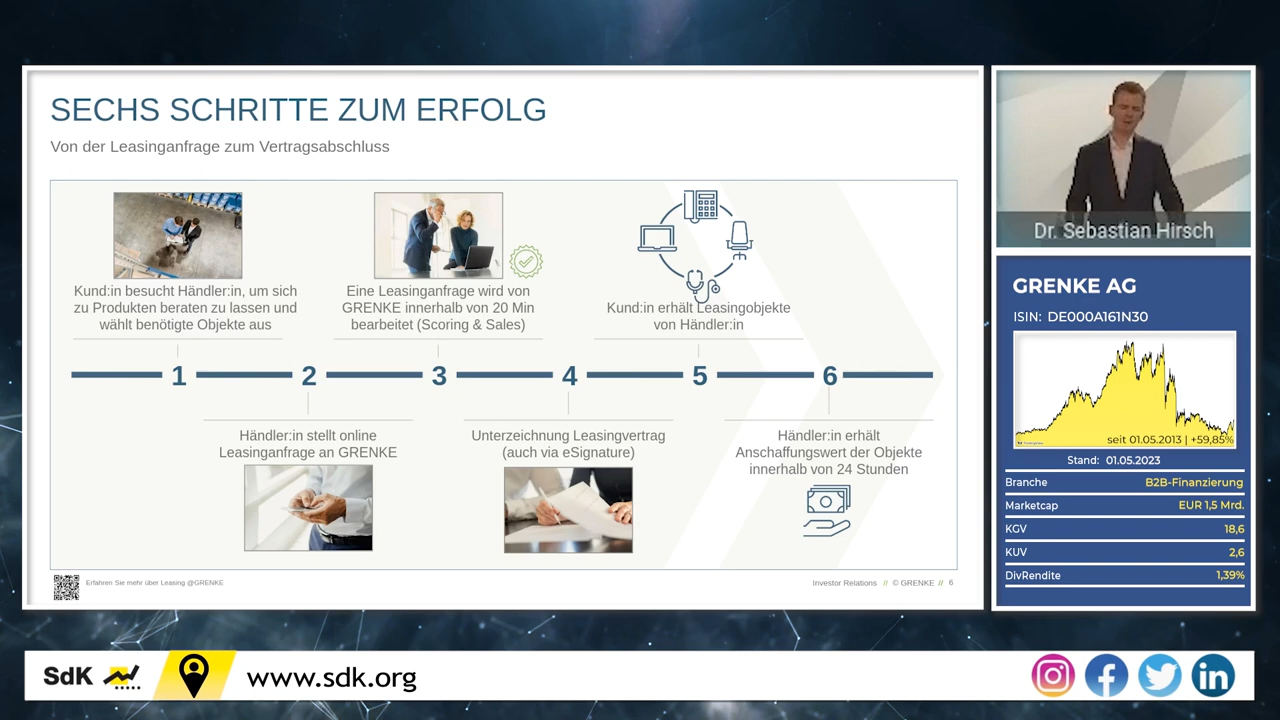 SECHS SCHRITTE ZUM ERFOLG
Von der Leasinganfrage zum Vertragsabschluss
Kund:in besucht Händler:in, um sich
zu Produkten beraten zu lassen und
wählt benötigte Objekte aus
Eine Leasinganfrage wird von
GRENKE innerhalb von 20 Min
bearbeitet (Scoring & Sales)
Kund:in erhält Leasingobjekte
von Händler:in
1 2 3 4 5 6
Händler:in stellt online
Leasinganfrage an GRENKE
Unterzeichnung Leasingvertrag
(auch via eSignature)
Händler:in erhält
Anschaffungswert der Objekte
innerhalb von 24 Stunden
Erfahren Sie mehr über Leasing @GRENKE
Investor Relations // © GRENKE // 6
Dr. Sebastian Hirsch
GRENKE AG
ISIN: DE000A161N30
seit 01.05.2013 | +59,85%
Stand: 01.05.2023
Branche B2B-Finanzierung
Marketcap EUR 1,5 Mrd.
KGV 18,6
KUV 2,6
DivRendite 1,39%
SdK
www.sdk.org